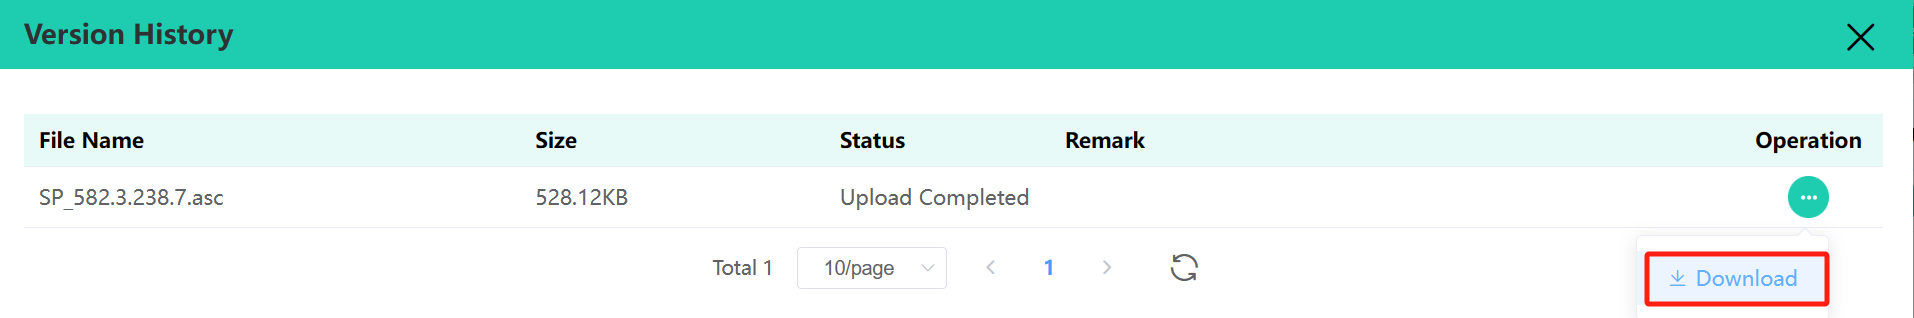 Version History
File Name Size Status Remark Operation
SP_582.3.238.7.asc 528.12KB Upload Completed
Total 1 10/page 1
Download